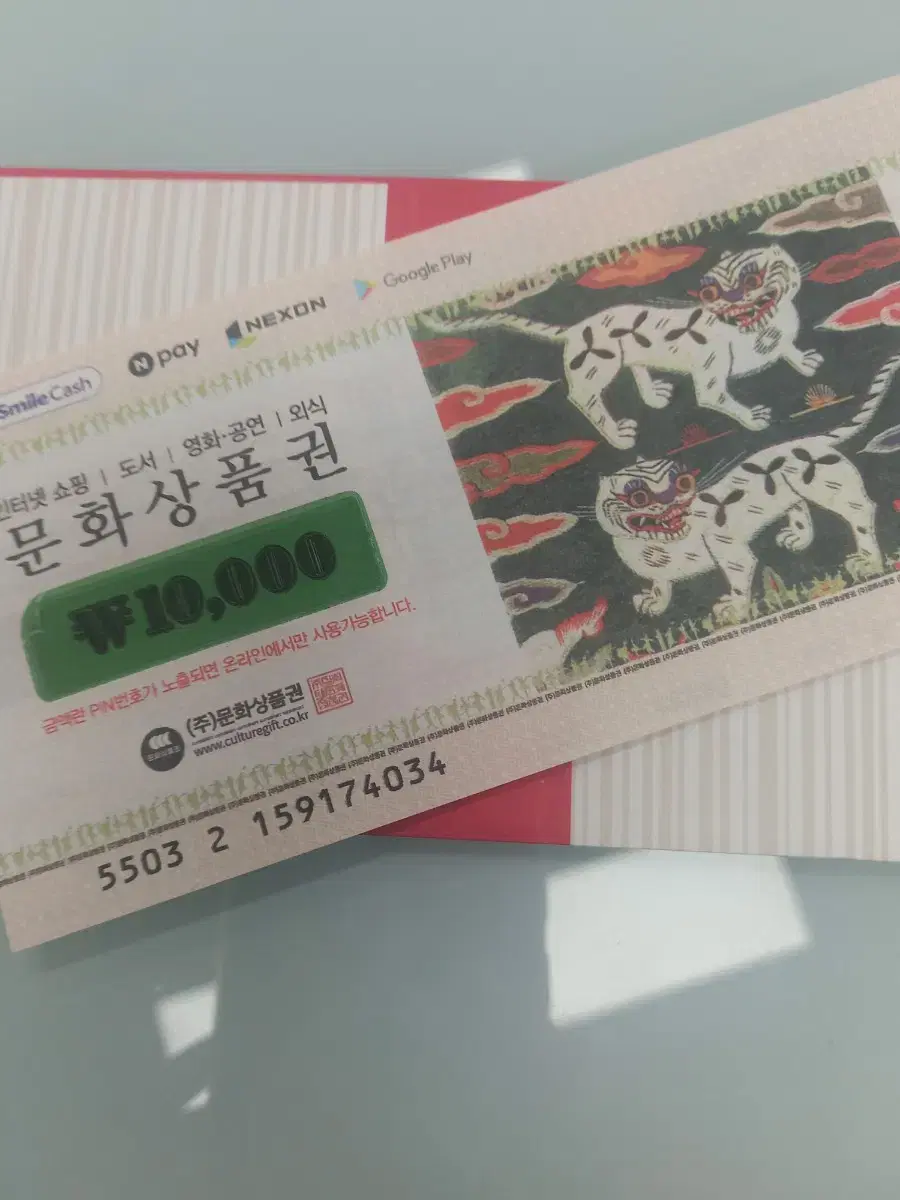 Smile Cash
N pay
NEXON
Google Play
인터넷 쇼핑 | 도서 | 영화·공연 | 외식
문화상품권
₩10,000
금액란 PIN번호가 노출되면 온라인에서만 사용가능합니다.
(주)문화상품권
www.culturegift.co.kr
5503 2 159174034